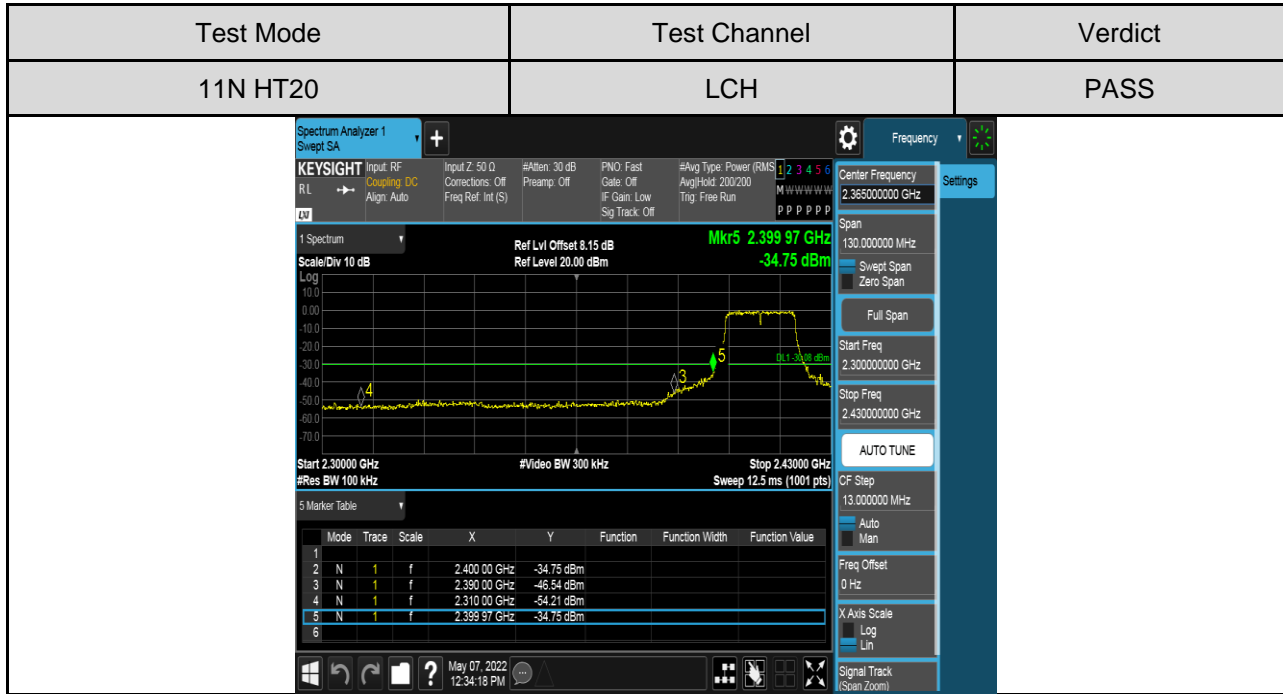 Test Mode Test Channel Verdict
11N HT20 LCH PASS
Spectrum Analyzer 1
Swept SA
+
Frequency
KEYSIGHT Input: RF Input Z: 50 Ω #Atten: 30 dB PNO: Fast #Avg Type: Power (RMS 1 2 3 4 5 6
RL Coupling: DC Corrections: Off Preamp: Off Gate: Off Avg|Hold: 200/200 M W W W W W
Align: Auto Freq Ref: Int (S) IF Gain: Low Trig: Free Run
LXI Sig Track: Off P P P P P P
1 Spectrum
Ref Lvl Offset 8.15 dB Mkr5 2.399 97 GHz
Scale/Div 10 dB Ref Level 20.00 dBm -34.75 dBm
Log
10.0
0.00
-10.0
-20.0
-30.0
-40.0
-50.0
-60.0
-70.0
4
3
5
DL1 -30.08 dBm
Start 2.30000 GHz #Video BW 300 kHz Stop 2.43000 GHz
#Res BW 100 kHz Sweep 12.5 ms (1001 pts)
5 Marker Table
Mode Trace Scale X Y Function Function Width Function Value
1
2 N 1 f 2.400 00 GHz -34.75 dBm
3 N 1 f 2.390 00 GHz -46.54 dBm
4 N 1 f 2.310 00 GHz -54.21 dBm
5 N 1 f 2.399 97 GHz -34.75 dBm
6
?
May 07, 2022
12:34:18 PM
Center Frequency
2.365000000 GHz
Settings
Span
130.000000 MHz
Swept Span
Zero Span
Full Span
Start Freq
2.300000000 GHz
Stop Freq
2.430000000 GHz
AUTO TUNE
CF Step
13.000000 MHz
Auto
Man
Freq Offset
0 Hz
X Axis Scale
Log
Lin
Signal Track
(Span Zoom)